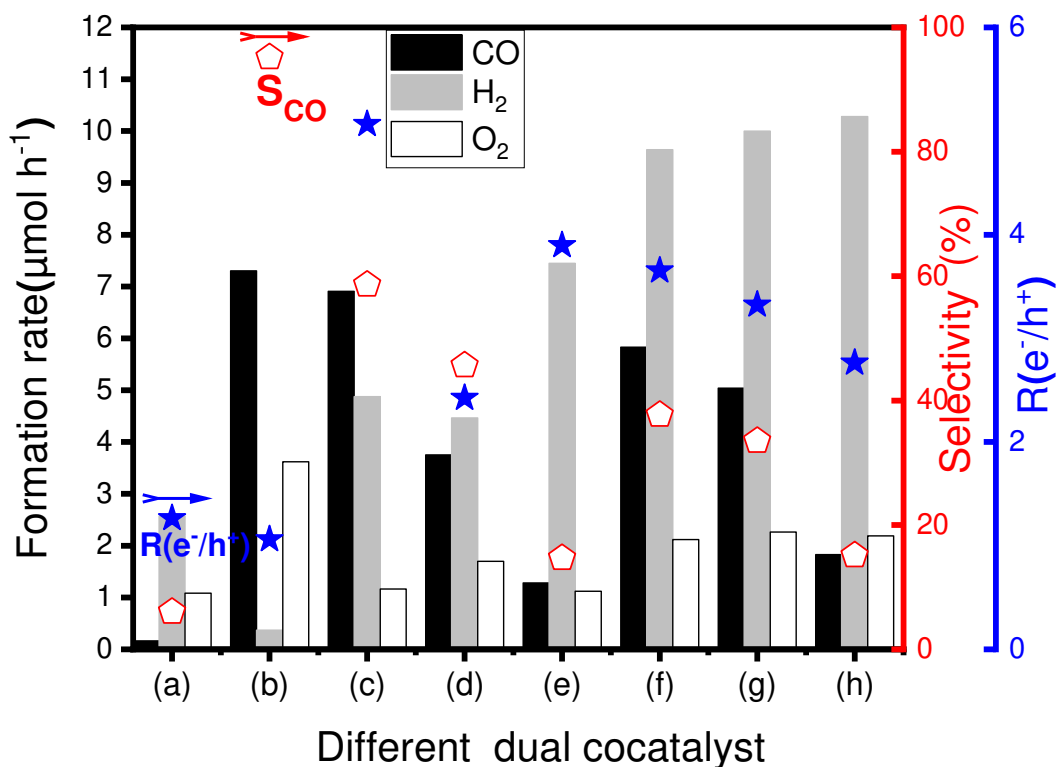 Formation rate(µmol h⁻¹)
12
11
10
9
8
7
6
5
4
3
2
1
0
S_CO
CO
H₂
O₂
R(e⁻/h⁺)
(a) (b) (c) (d) (e) (f) (g) (h)
Different dual cocatalyst
100
80
60
40
20
0
Selectivity (%)
6
4
2
0
R(e⁻/h⁺)